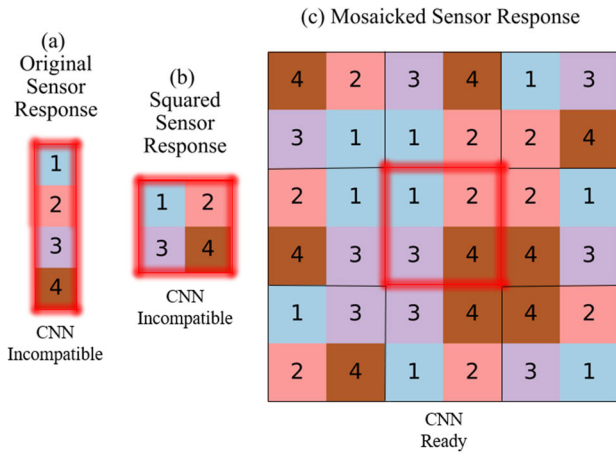 (a)
Original
Sensor
Response
1
2
3
4
CNN
Incompatible
(b)
Squared
Sensor
Response
1 2
3 4
CNN
Incompatible
(c) Mosaicked Sensor Response
4 2 3 4 1 3
3 1 1 2 2 4
2 1 1 2 2 1
4 3 3 4 4 3
1 3 3 4 4 2
2 4 1 2 3 1
CNN
Ready